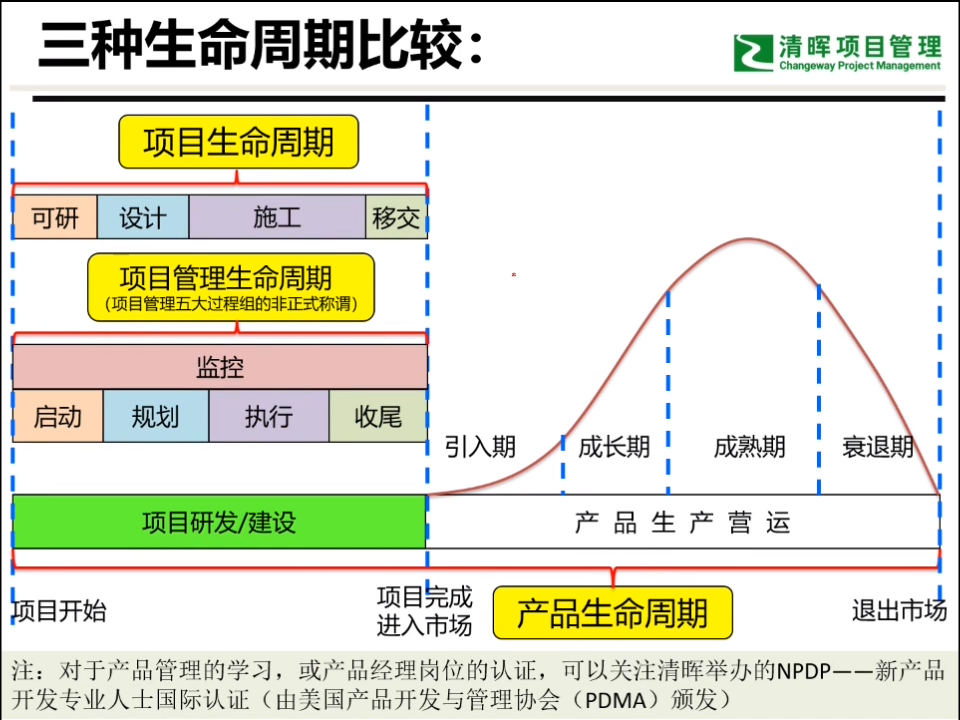 三种生命周期比较：
清晖项目管理
Changeway Project Management
项目生命周期
可研 设计 施工 移交
项目管理生命周期
（项目管理五大过程组的非正式称谓）
监控
启动 规划 执行 收尾
引入期 成长期 成熟期 衰退期
项目研发/建设 产品生产营运
项目开始
项目完成
进入市场
产品生命周期
退出市场
注：对于产品管理的学习，或产品经理岗位的认证，可以关注清晖举办的NPDP——新产品
开发专业人士国际认证（由美国产品开发与管理协会（PDMA）颁发）